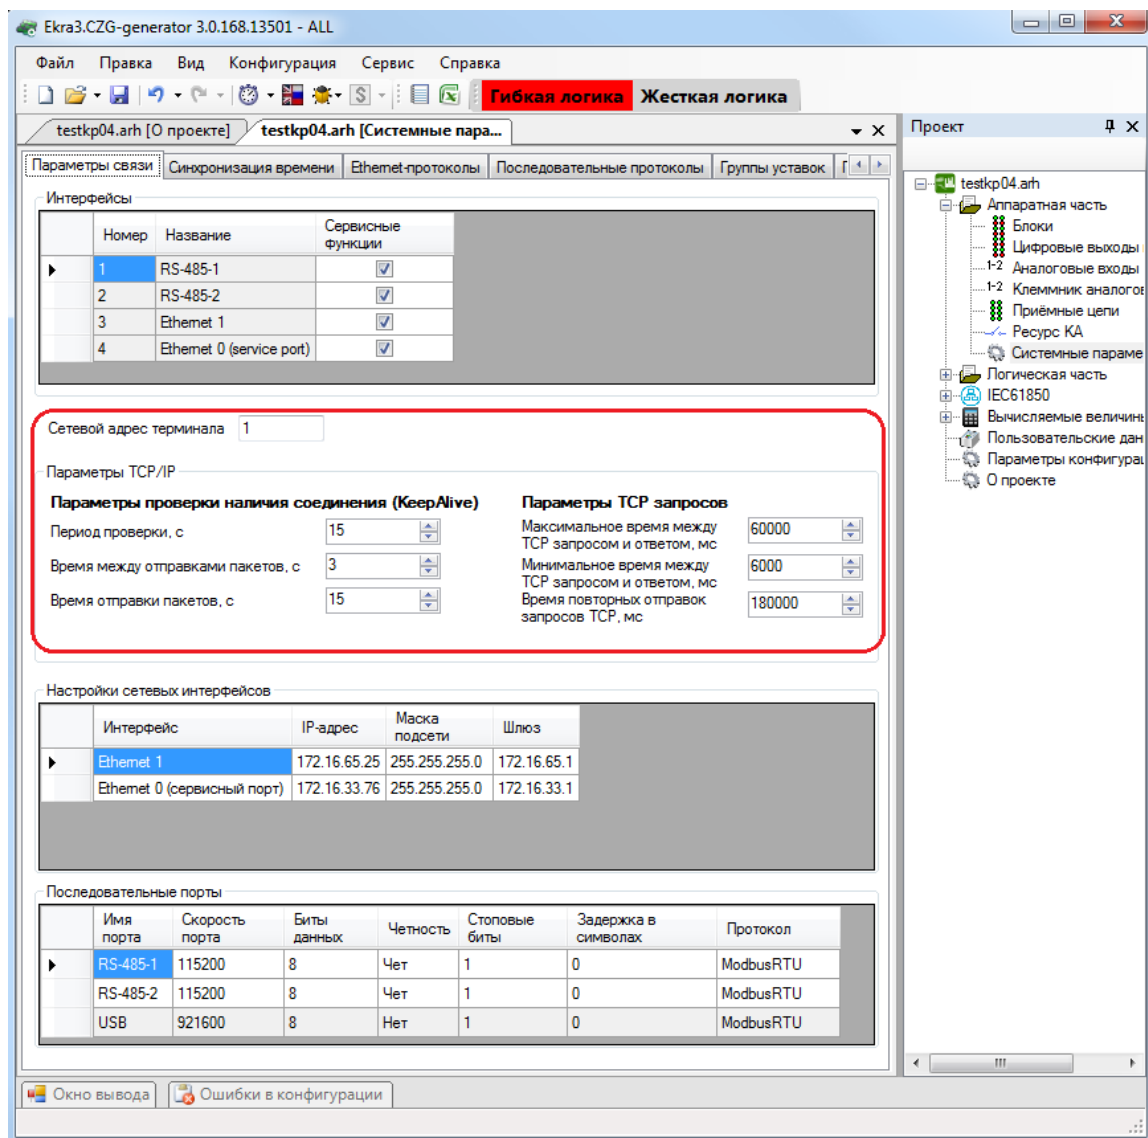 Ekra3.CZG-generator 3.0.168.13501 - ALL
Файл Правка Вид Конфигурация Сервис Справка
Гибкая логика Жесткая логика
testkp04.arh [О проекте] testkp04.arh [Системные пара...
Параметры связи Синхронизация времени Ethernet-протоколы Последовательные протоколы Группы уставок
Интерфейсы
Номер Название Сервисные функции
1 RS-485-1
2 RS-485-2
3 Ethernet 1
4 Ethernet 0 (service port)
Сетевой адрес терминала 1
Параметры TCP/IP
Параметры проверки наличия соединения (KeepAlive)
Период проверки, с 15
Время между отправками пакетов, с 3
Время отправки пакетов, с 15
Параметры TCP запросов
Максимальное время между
TCP запросом и ответом, мс 60000
Минимальное время между
TCP запросом и ответом, мс 6000
Время повторных отправок
запросов TCP, мс 180000
Настройки сетевых интерфейсов
Интерфейс IP-адрес Маска подсети Шлюз
Ethernet 1 172.16.65.25 255.255.255.0 172.16.65.1
Ethernet 0 (сервисный порт) 172.16.33.76 255.255.255.0 172.16.33.1
Последовательные порты
Имя порта Скорость порта Биты данных Четность Стоповые биты Задержка в символах Протокол
RS-485-1 115200 8 Чет 1 0 ModbusRTU
RS-485-2 115200 8 Чет 1 0 ModbusRTU
USB 921600 8 Нет 1 0 ModbusRTU
Проект
testkp04.arh
Аппаратная часть
Блоки
Цифровые выходы
1-2 Аналоговые входы
1-2 Клеммник аналогов
Приёмные цепи
Ресурс КА
Системные параме
Логическая часть
IEC61850
Вычисляемые величины
Пользовательские дан
Параметры конфигурац
О проекте
Окно вывода Ошибки в конфигурации